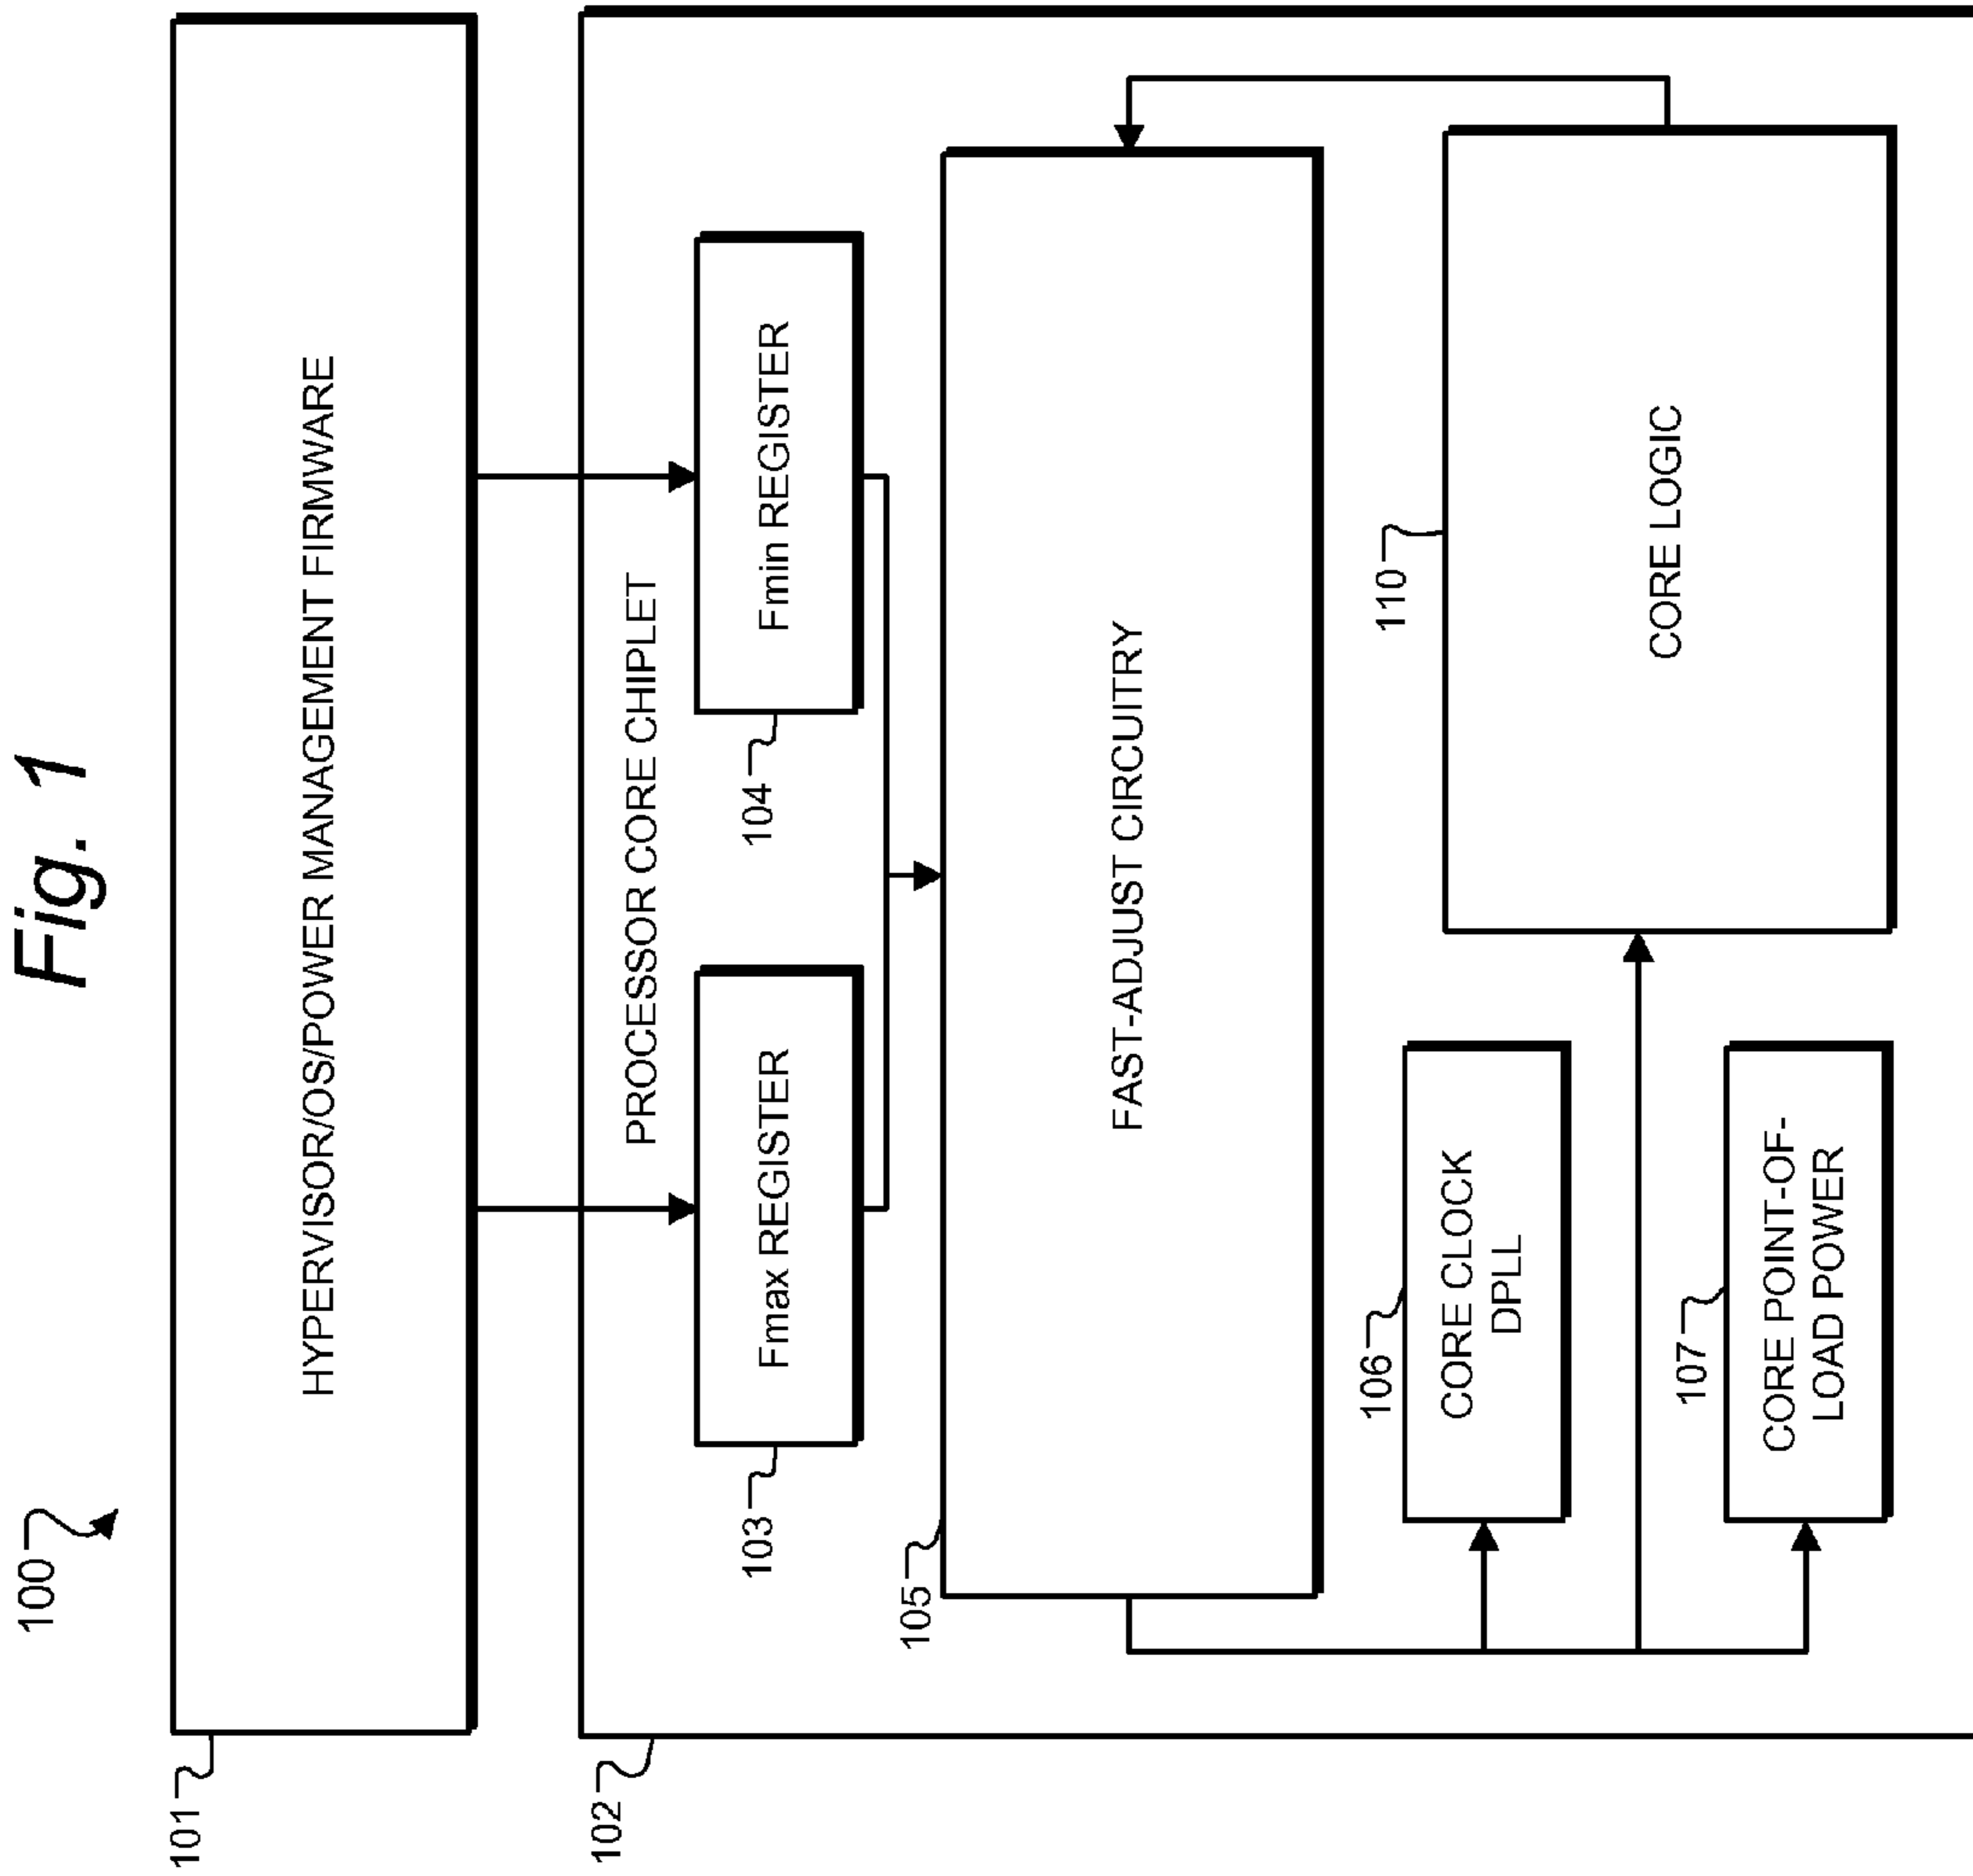 Fig. 1
100
101
HYPERVISOR/OS/POWER MANAGEMENT FIRMWARE
102
PROCESSOR CORE CHIPLET
103
Fmax REGISTER
104
Fmin REGISTER
105
FAST-ADJUST CIRCUITRY
106
CORE CLOCK
DPLL
110
CORE LOGIC
107
CORE POINT-OF-
LOAD POWER